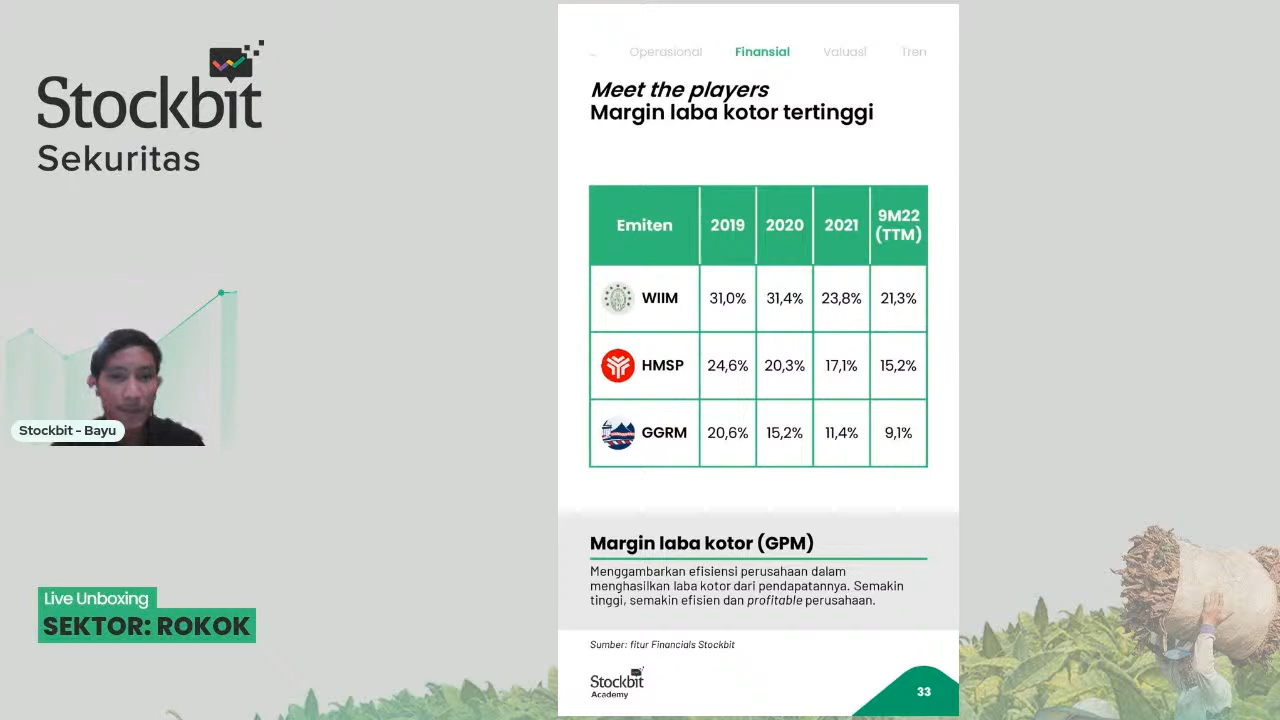 Stockbit
Sekuritas
Stockbit - Bayu
Live Unboxing
SEKTOR: ROKOK
... Operasional Finansial Valuasi Tren
Meet the players
Margin laba kotor tertinggi
Emiten 2019 2020 2021 9M22 (TTM)
WIIM 31,0% 31,4% 23,8% 21,3%
HMSP 24,6% 20,3% 17,1% 15,2%
GGRM 20,6% 15,2% 11,4% 9,1%
Margin laba kotor (GPM)
Menggambarkan efisiensi perusahaan dalam
menghasilkan laba kotor dari pendapatannya. Semakin
tinggi, semakin efisien dan profitable perusahaan.
Sumber: fitur Financials Stockbit
Stockbit
Academy
33